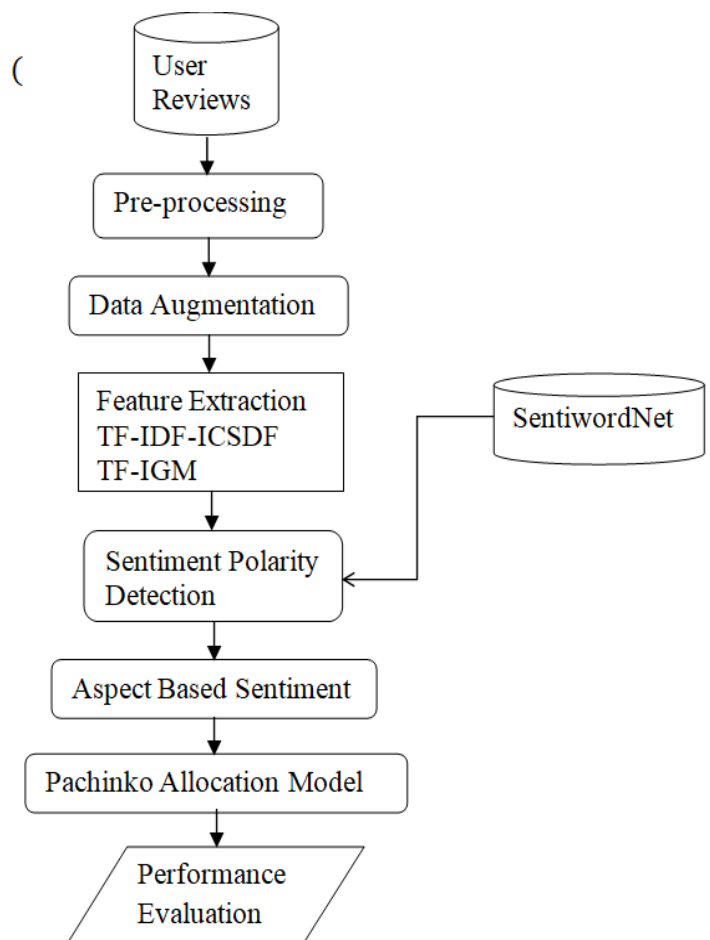 (
User
Reviews
Pre-processing
Data Augmentation
Feature Extraction
TF-IDF-ICSDF
TF-IGM
SentiwordNet
Sentiment Polarity
Detection
Aspect Based Sentiment
Pachinko Allocation Model
Performance
Evaluation